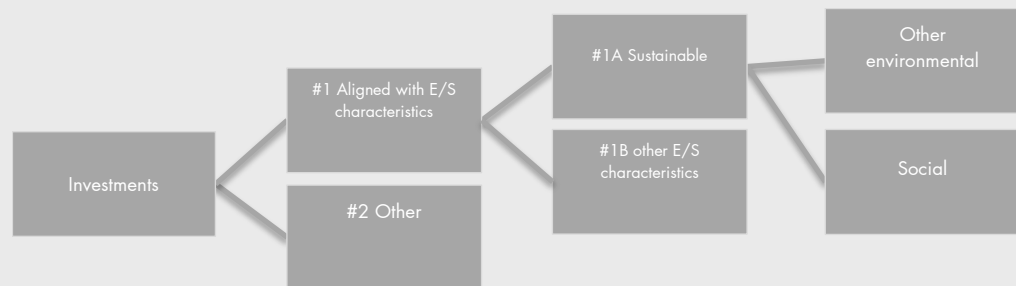 Investments
#1 Aligned with E/S
characteristics
#2 Other
#1A Sustainable
#1B other E/S
characteristics
Other
environmental
Social